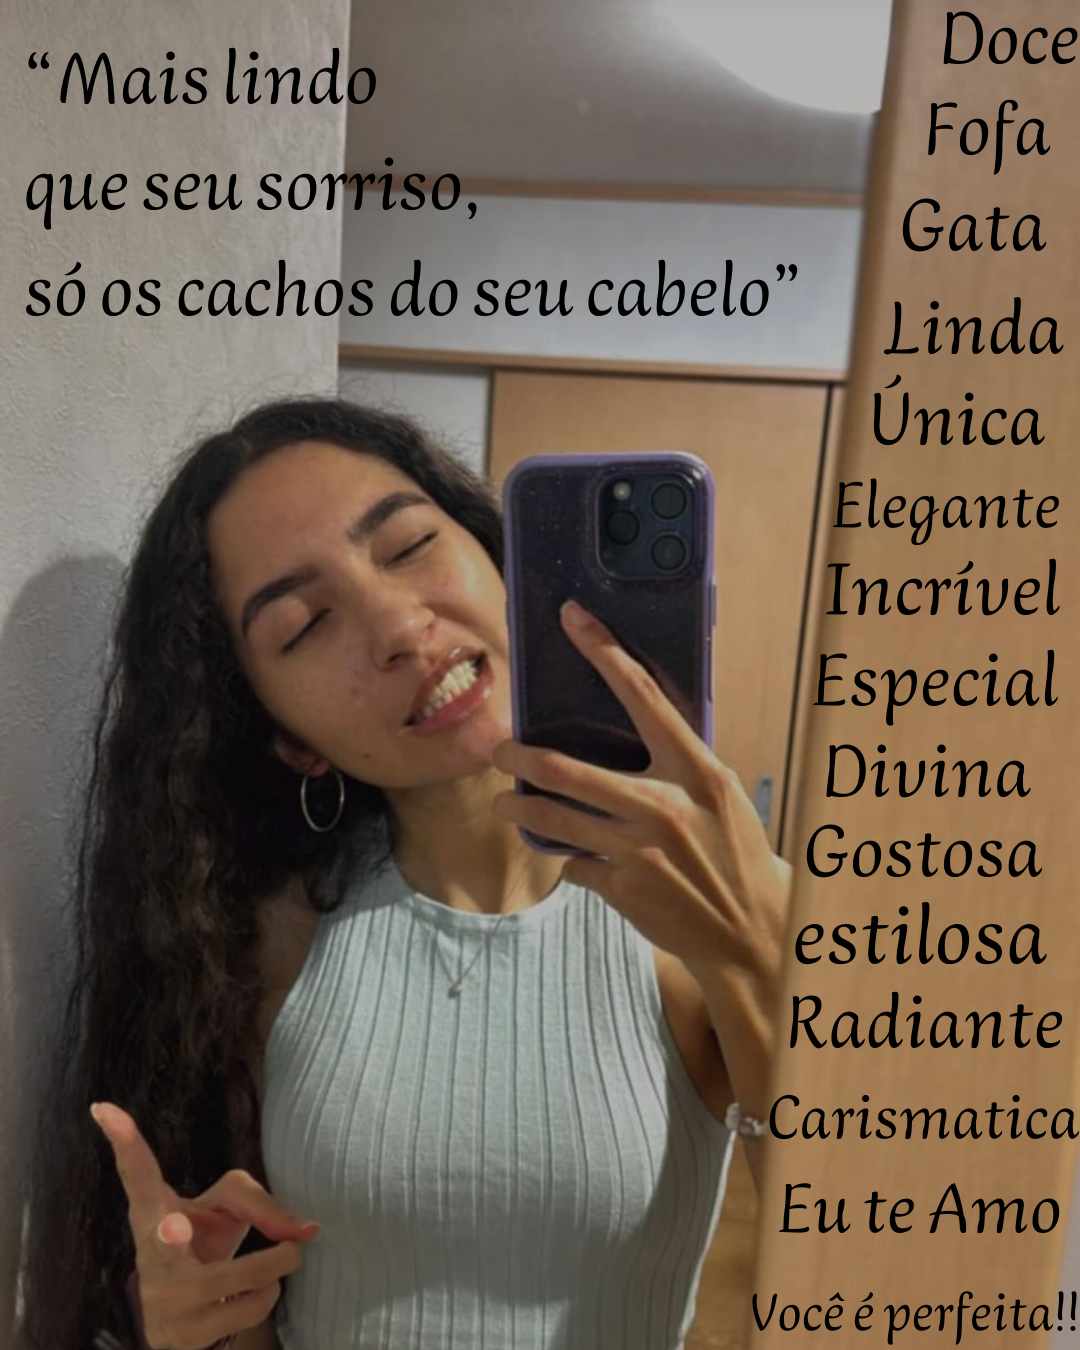 “Mais lindo
que seu sorriso,
só os cachos do seu cabelo”
Doce
Fofa
Gata
Linda
Única
Elegante
Incrível
Especial
Divina
Gostosa
estilosa
Radiante
Carismatica
Eu te Amo
Você é perfeita!!